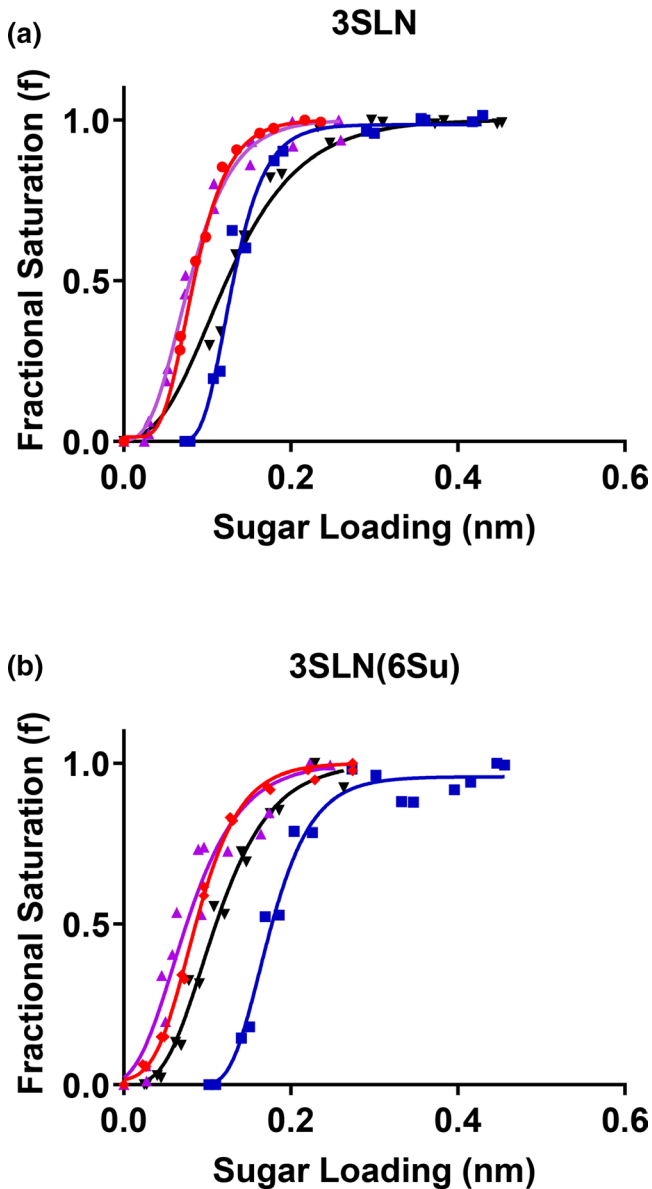 (a)
3SLN
Fractional Saturation (f)
1.0
0.5
0.0
0.0 0.2 0.4 0.6
Sugar Loading (nm)
(b)
3SLN(6Su)
Fractional Saturation (f)
1.0
0.5
0.0
0.0 0.2 0.4 0.6
Sugar Loading (nm)